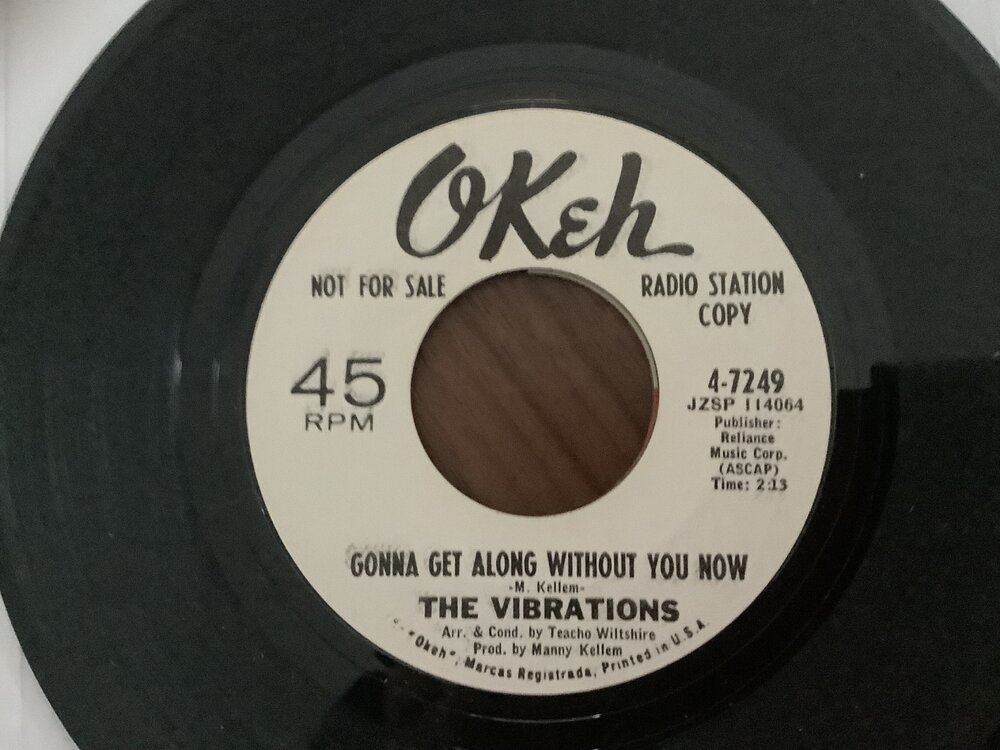 OKeh
NOT FOR SALE
RADIO STATION
COPY
45
RPM
4-7249
JZSP 114064
Publisher:
Reliance
Music Corp.
(ASCAP)
Time: 2:13
GONNA GET ALONG WITHOUT YOU NOW
-M. Kellem-
THE VIBRATIONS
Arr. & Cond. by Teacho Wiltshire
Prod. by Manny Kellem
"Okeh", Marcas Registrada, Printed in U.S.A.